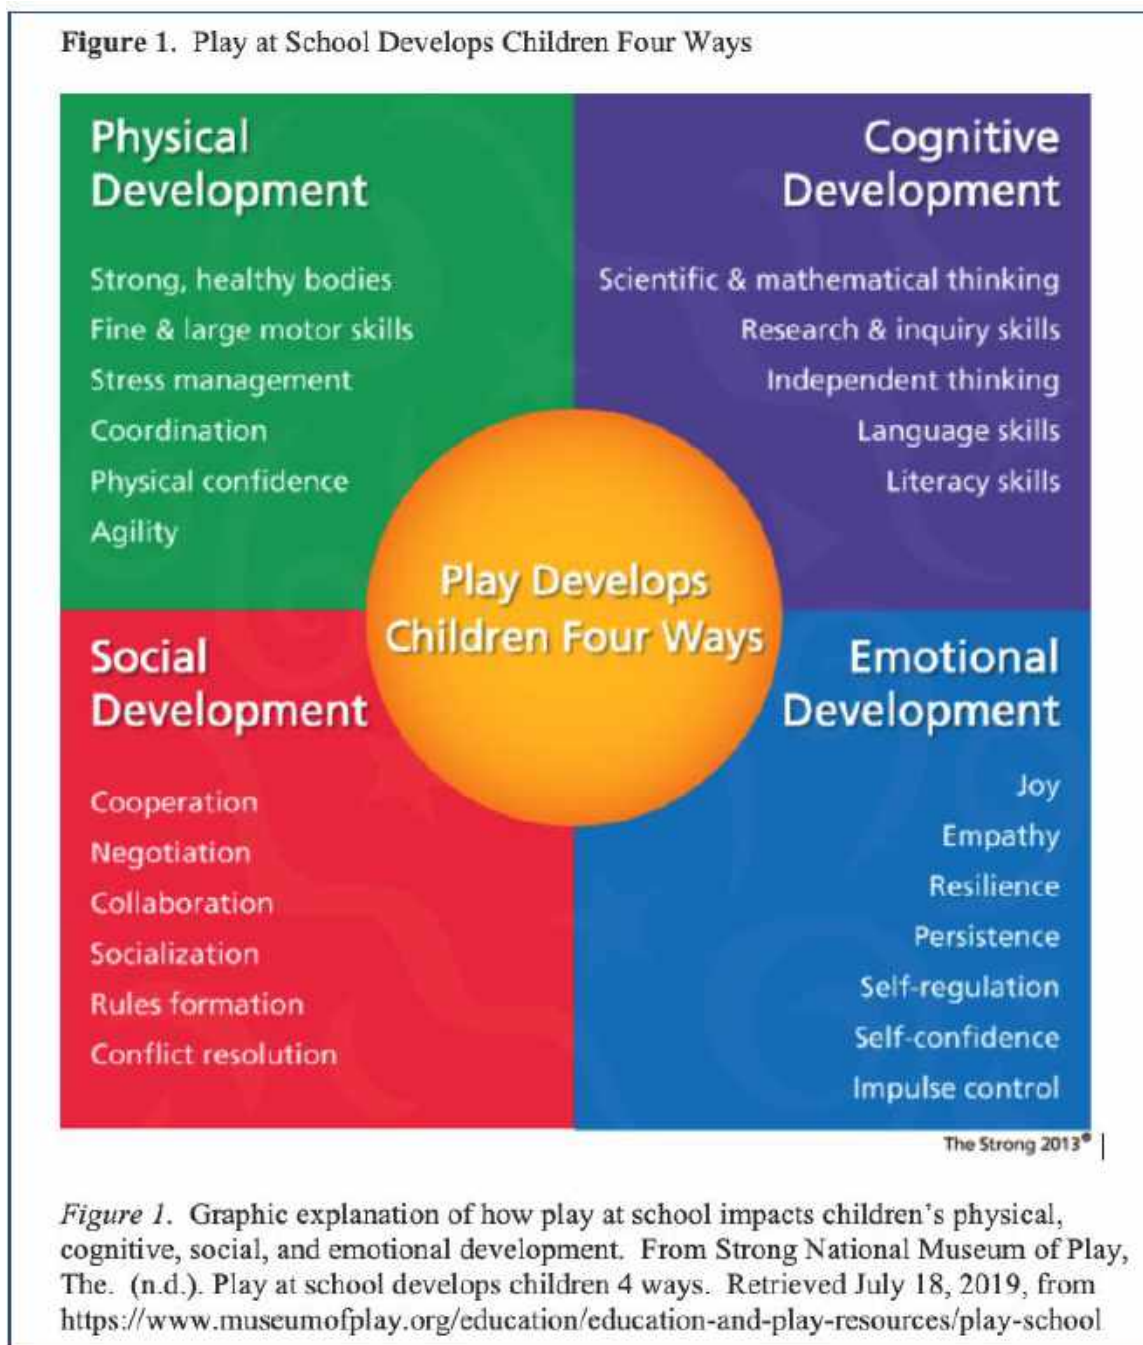 Figure 1. Play at School Develops Children Four Ways
Physical
Development
Strong, healthy bodies
Fine & large motor skills
Stress management
Coordination
Physical confidence
Agility
Cognitive
Development
Scientific & mathematical thinking
Research & inquiry skills
Independent thinking
Language skills
Literacy skills
Play Develops
Children Four Ways
Social
Development
Cooperation
Negotiation
Collaboration
Socialization
Rules formation
Conflict resolution
Emotional
Development
Joy
Empathy
Resilience
Persistence
Self-regulation
Self-confidence
Impulse control
The Strong 2013®
Figure 1. Graphic explanation of how play at school impacts children's physical,
cognitive, social, and emotional development. From Strong National Museum of Play,
The. (n.d.). Play at school develops children 4 ways. Retrieved July 18, 2019, from
https://www.museumofplay.org/education/education-and-play-resources/play-school